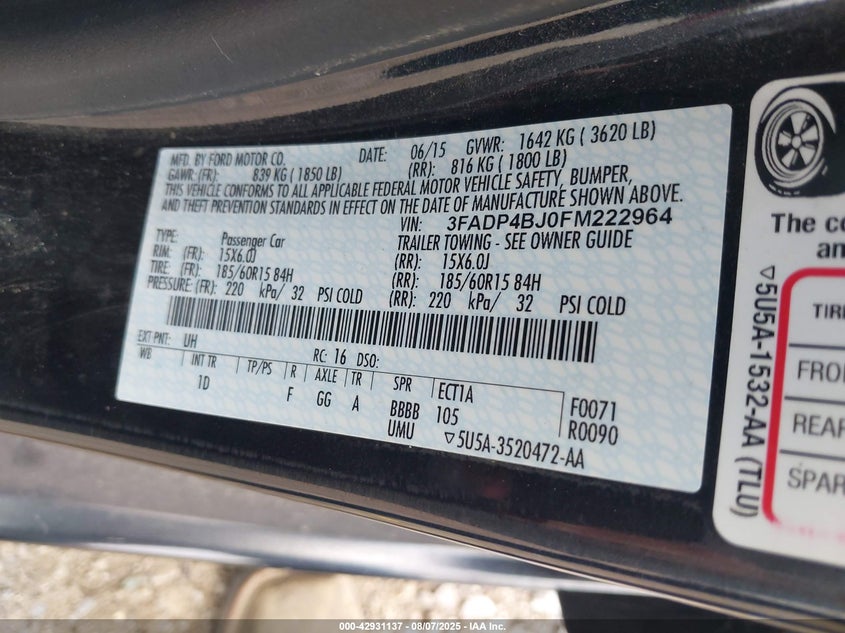 MFD. BY FORD MOTOR CO.
DATE: 06/15 GVWR: 1642 KG ( 3620 LB)
GAWR: (FR): 839 KG ( 1850 LB) (RR): 816 KG ( 1800 LB)
THIS VEHICLE CONFORMS TO ALL APPLICABLE FEDERAL MOTOR VEHICLE SAFETY, BUMPER,
AND THEFT PREVENTION STANDARDS IN EFFECT ON THE DATE OF MANUFACTURE SHOWN ABOVE.
VIN: 3FADP4BJ0FM222964
TYPE: Passenger Car TRAILER TOWING - SEE OWNER GUIDE
RIM: (FR): 15X6.0J (RR): 15X6.0J
TIRE: (FR): 185/60R15 84H (RR): 185/60R15 84H
PRESSURE: (FR): 220 kPa/ 32 PSI COLD (RR): 220 kPa/ 32 PSI COLD
EXT PNT: UH RC: 16 DSO:
WB INT TR TP/PS R AXLE TR SPR ECT1A
1D F GG A BBBB 105 F0071
UMU R0090
▽5U5A-3520472-AA
The co
an
TIRE
FRO
REAR
SPAR
▽5U5A-1532-AA (TLU)
000-42931137 - 08/07/2025 - IAA Inc.